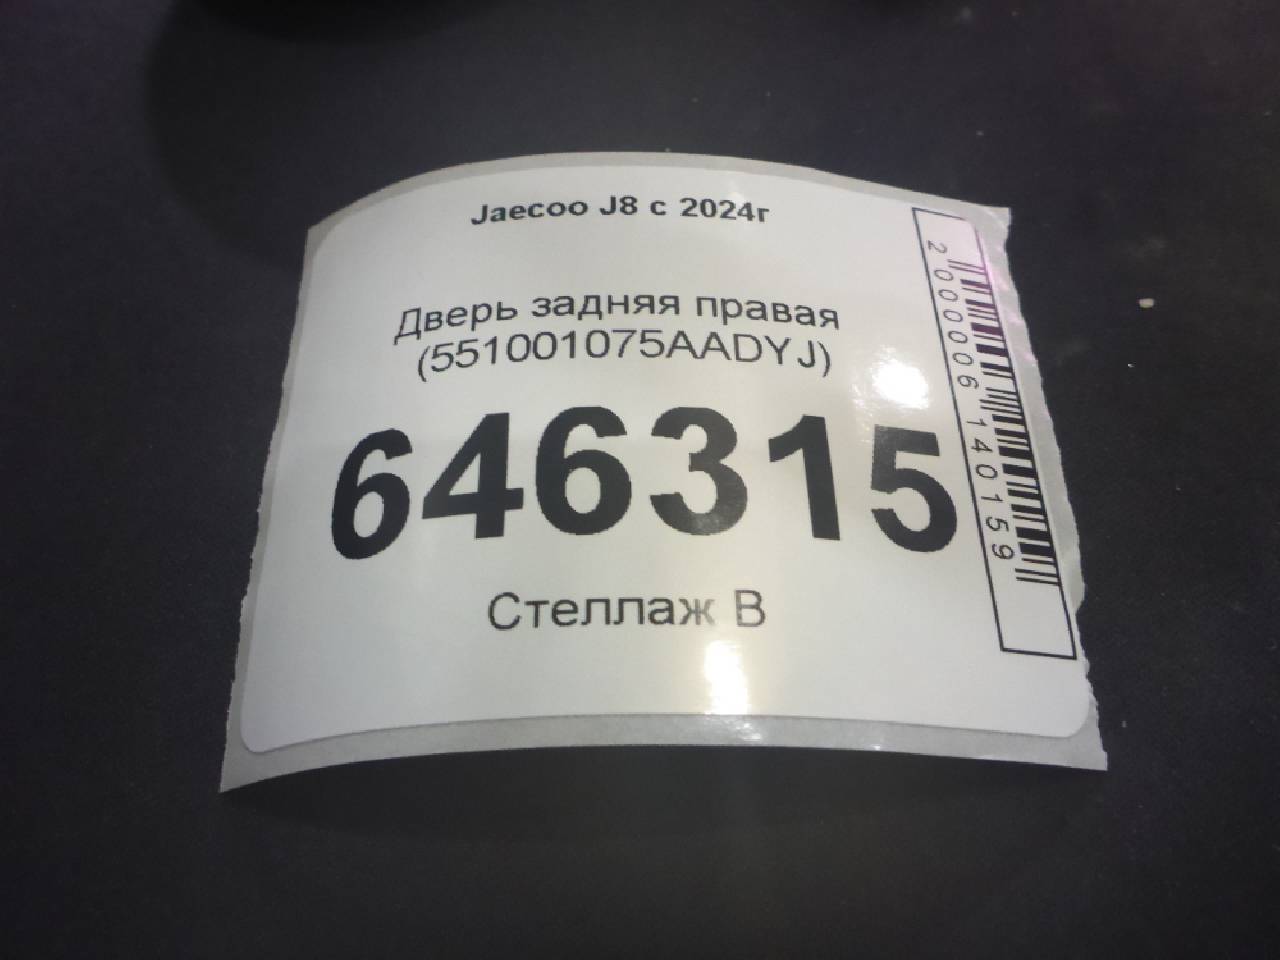 Jaecoo J8 с 2024г
Дверь задняя правая
(551001075AADYJ)
646315
Стеллаж В
2000006140159